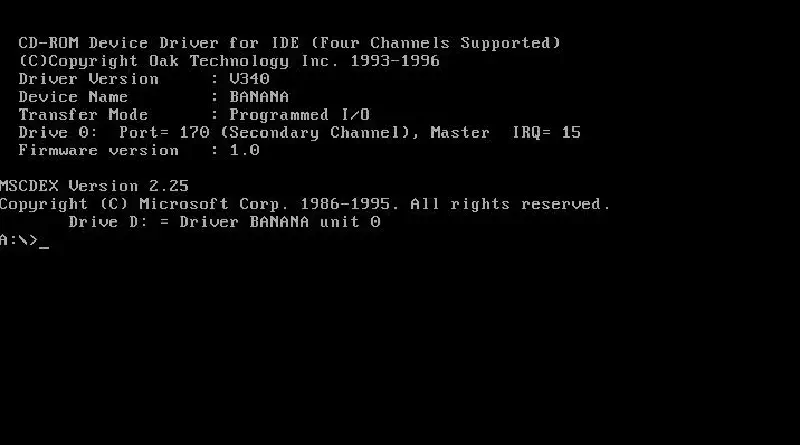 CD-ROM Device Driver for IDE (Four Channels Supported)
(C)Copyright Oak Technology Inc. 1993-1996
Driver Version : V340
Device Name : BANANA
Transfer Mode : Programmed I/O
Drive 0: Port= 170 (Secondary Channel), Master IRQ= 15
Firmware version : 1.0
MSCDEX Version 2.25
Copyright (C) Microsoft Corp. 1986-1995. All rights reserved.
Drive D: = Driver BANANA unit 0
A:\>_